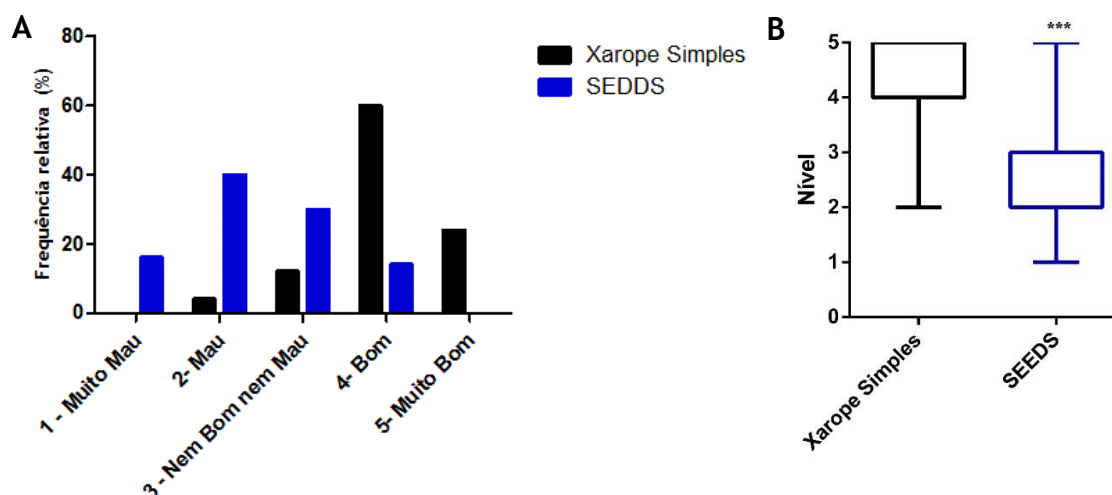 A
Frequência relativa (%)
80
60
40
20
0
1 - Muito Mau
2- Mau
3 - Nem Bom nem Mau
4- Bom
5- Muito Bom
Xarope Simples
SEDDS
B
***
Nível
5
4
3
2
1
0
Xarope Simples
SEEDS